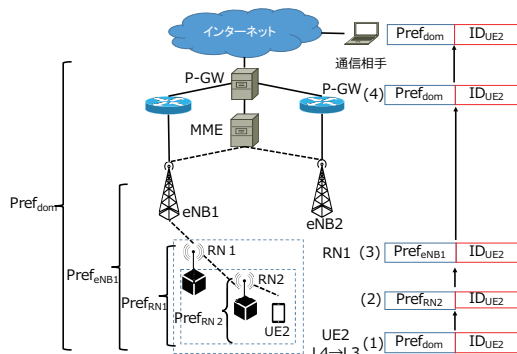 インターネット
通信相手
Pref_dom ID_UE2
P-GW
P-GW (4) Pref_dom ID_UE2
MME
eNB1
eNB2
Pref_dom
Pref_eNB1
Pref_RN1
Pref_RN 2
RN 1
RN2
UE2
RN1 (3) Pref_eNB1 ID_UE2
(2) Pref_RN2 ID_UE2
UE2 (1) Pref_dom ID_UE2
L4→L3